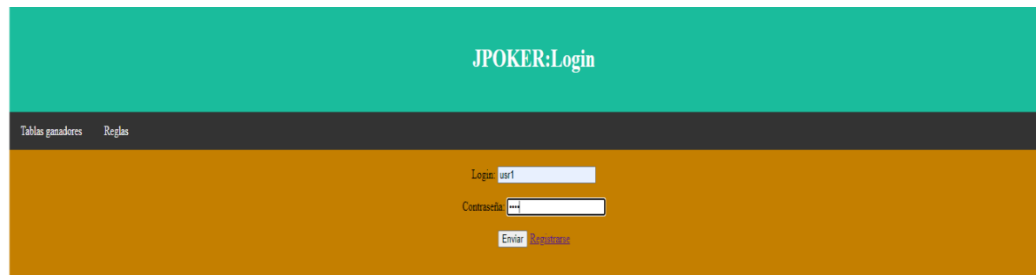 JPOKER:Login
Tablas ganadores Reglas
Login: usr1
Contraseña: ••••
Enviar Registrarse